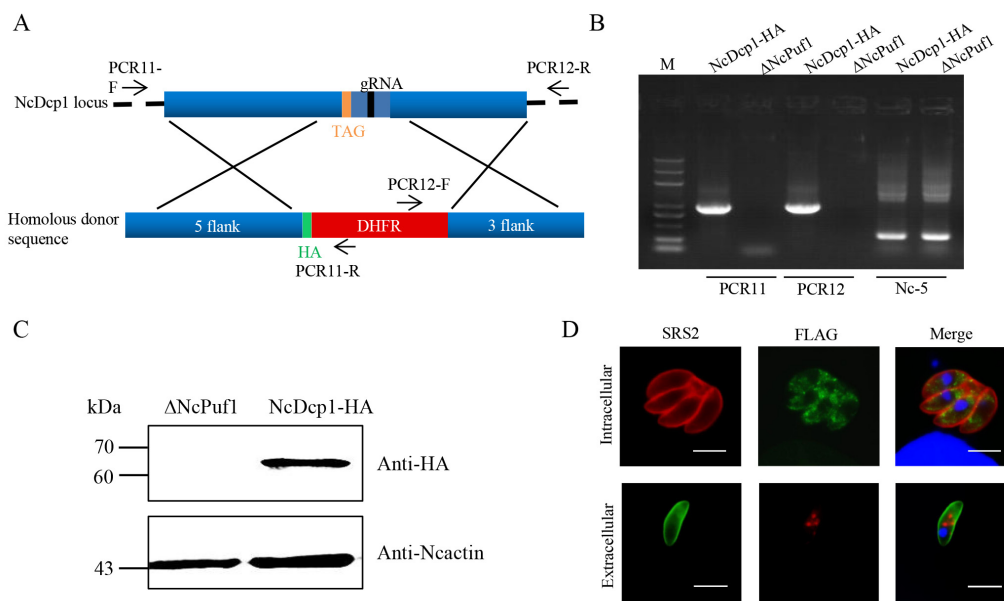 A
PCR11-
F
PCR12-R
gRNA
NcDcp1 locus
TAG
PCR12-F
Homolous donor
sequence
5 flank
DHFR
3 flank
HA
PCR11-R
B
M
NcDcp1-HA
ΔNcPuf1
NcDcp1-HA
ΔNcPuf1
NcDcp1-HA
ΔNcPuf1
PCR11
PCR12
Nc-5
C
kDa
ΔNcPuf1
NcDcp1-HA
70
60
Anti-HA
43
Anti-Ncactin
D
SRS2
FLAG
Merge
Intracellular
Extracellular